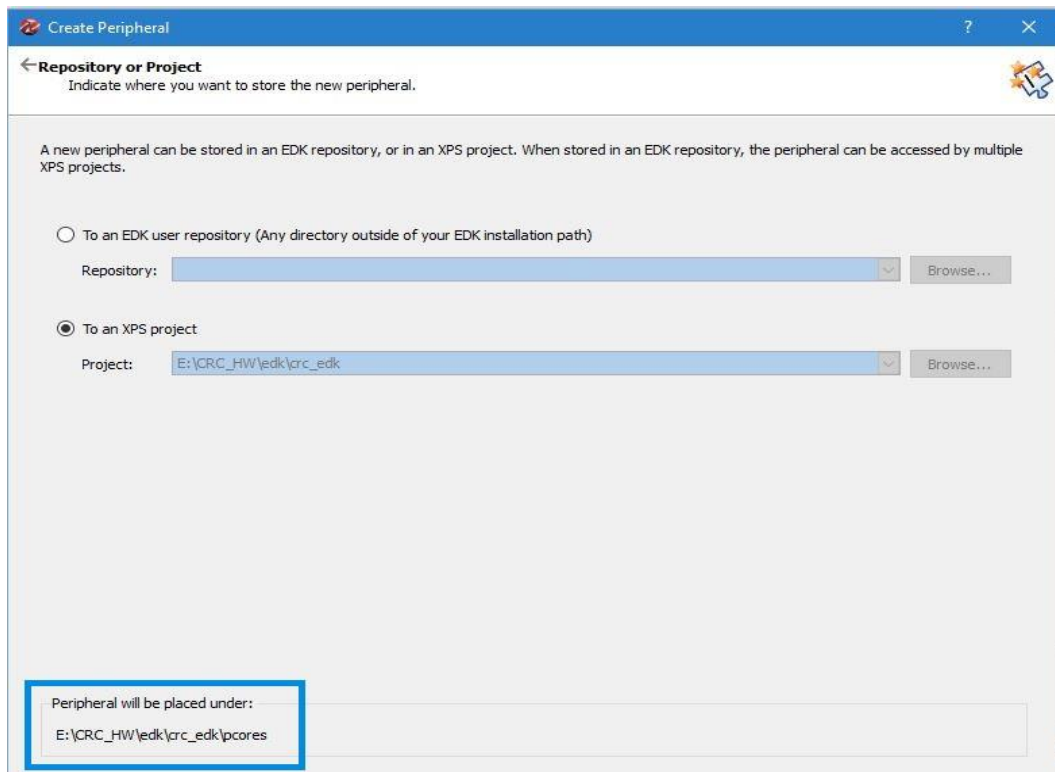 Create Peripheral
Repository or Project
Indicate where you want to store the new peripheral.
A new peripheral can be stored in an EDK repository, or in an XPS project. When stored in an EDK repository, the peripheral can be accessed by multiple
XPS projects.
To an EDK user repository (Any directory outside of your EDK installation path)
Repository: Browse...
To an XPS project
Project: E:\CRC_HW\edk\crc_edk Browse...
Peripheral will be placed under:
E:\CRC_HW\edk\crc_edk\pcores